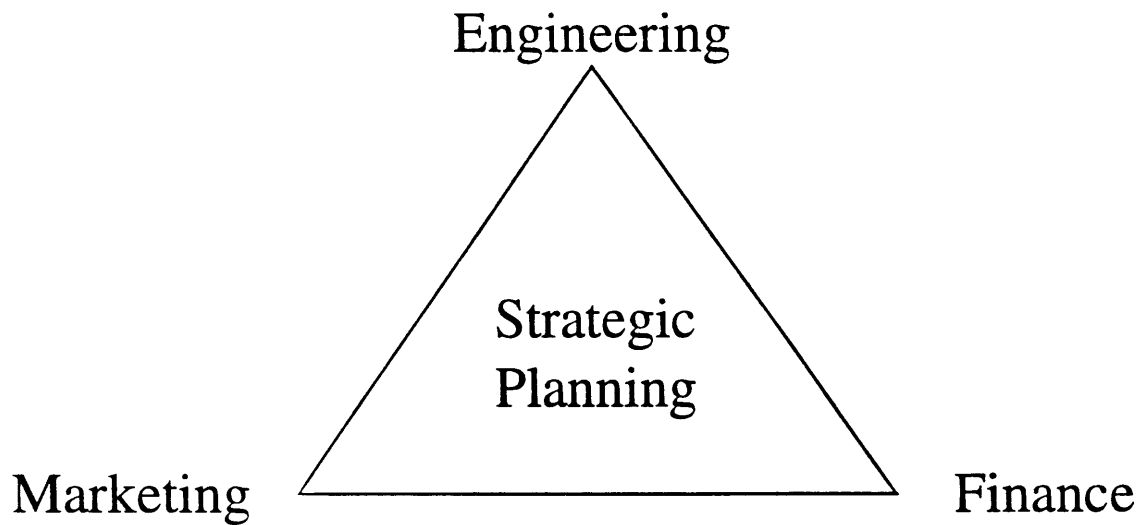 Engineering
Strategic
Planning
Marketing
Finance